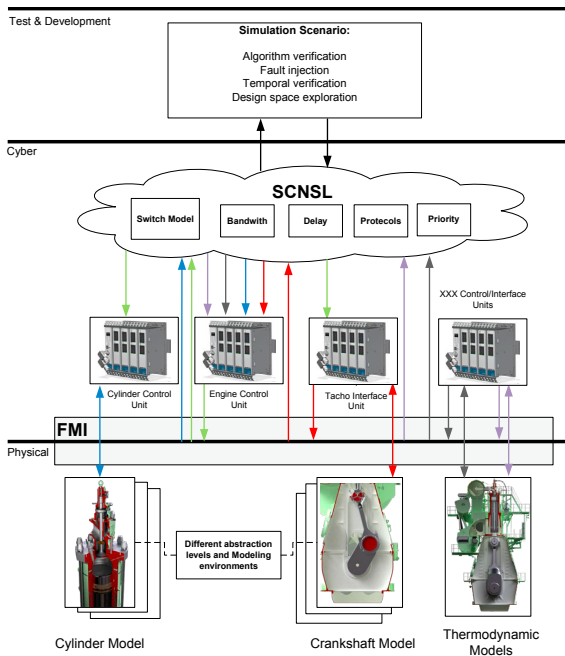 Test & Development
Simulation Scenario:
Algorithm verification
Fault injection
Temporal verification
Design space exploration
Cyber
SCNSL
Switch Model
Bandwith
Delay
Protecols
Priority
XXX Control/Interface
Units
Cylinder Control
Unit
Engine Control
Unit
Tacho Interface
Unit
FMI
Physical
Different abstraction
levels and Modeling
environments
Cylinder Model
Crankshaft Model
Thermodynamic
Models